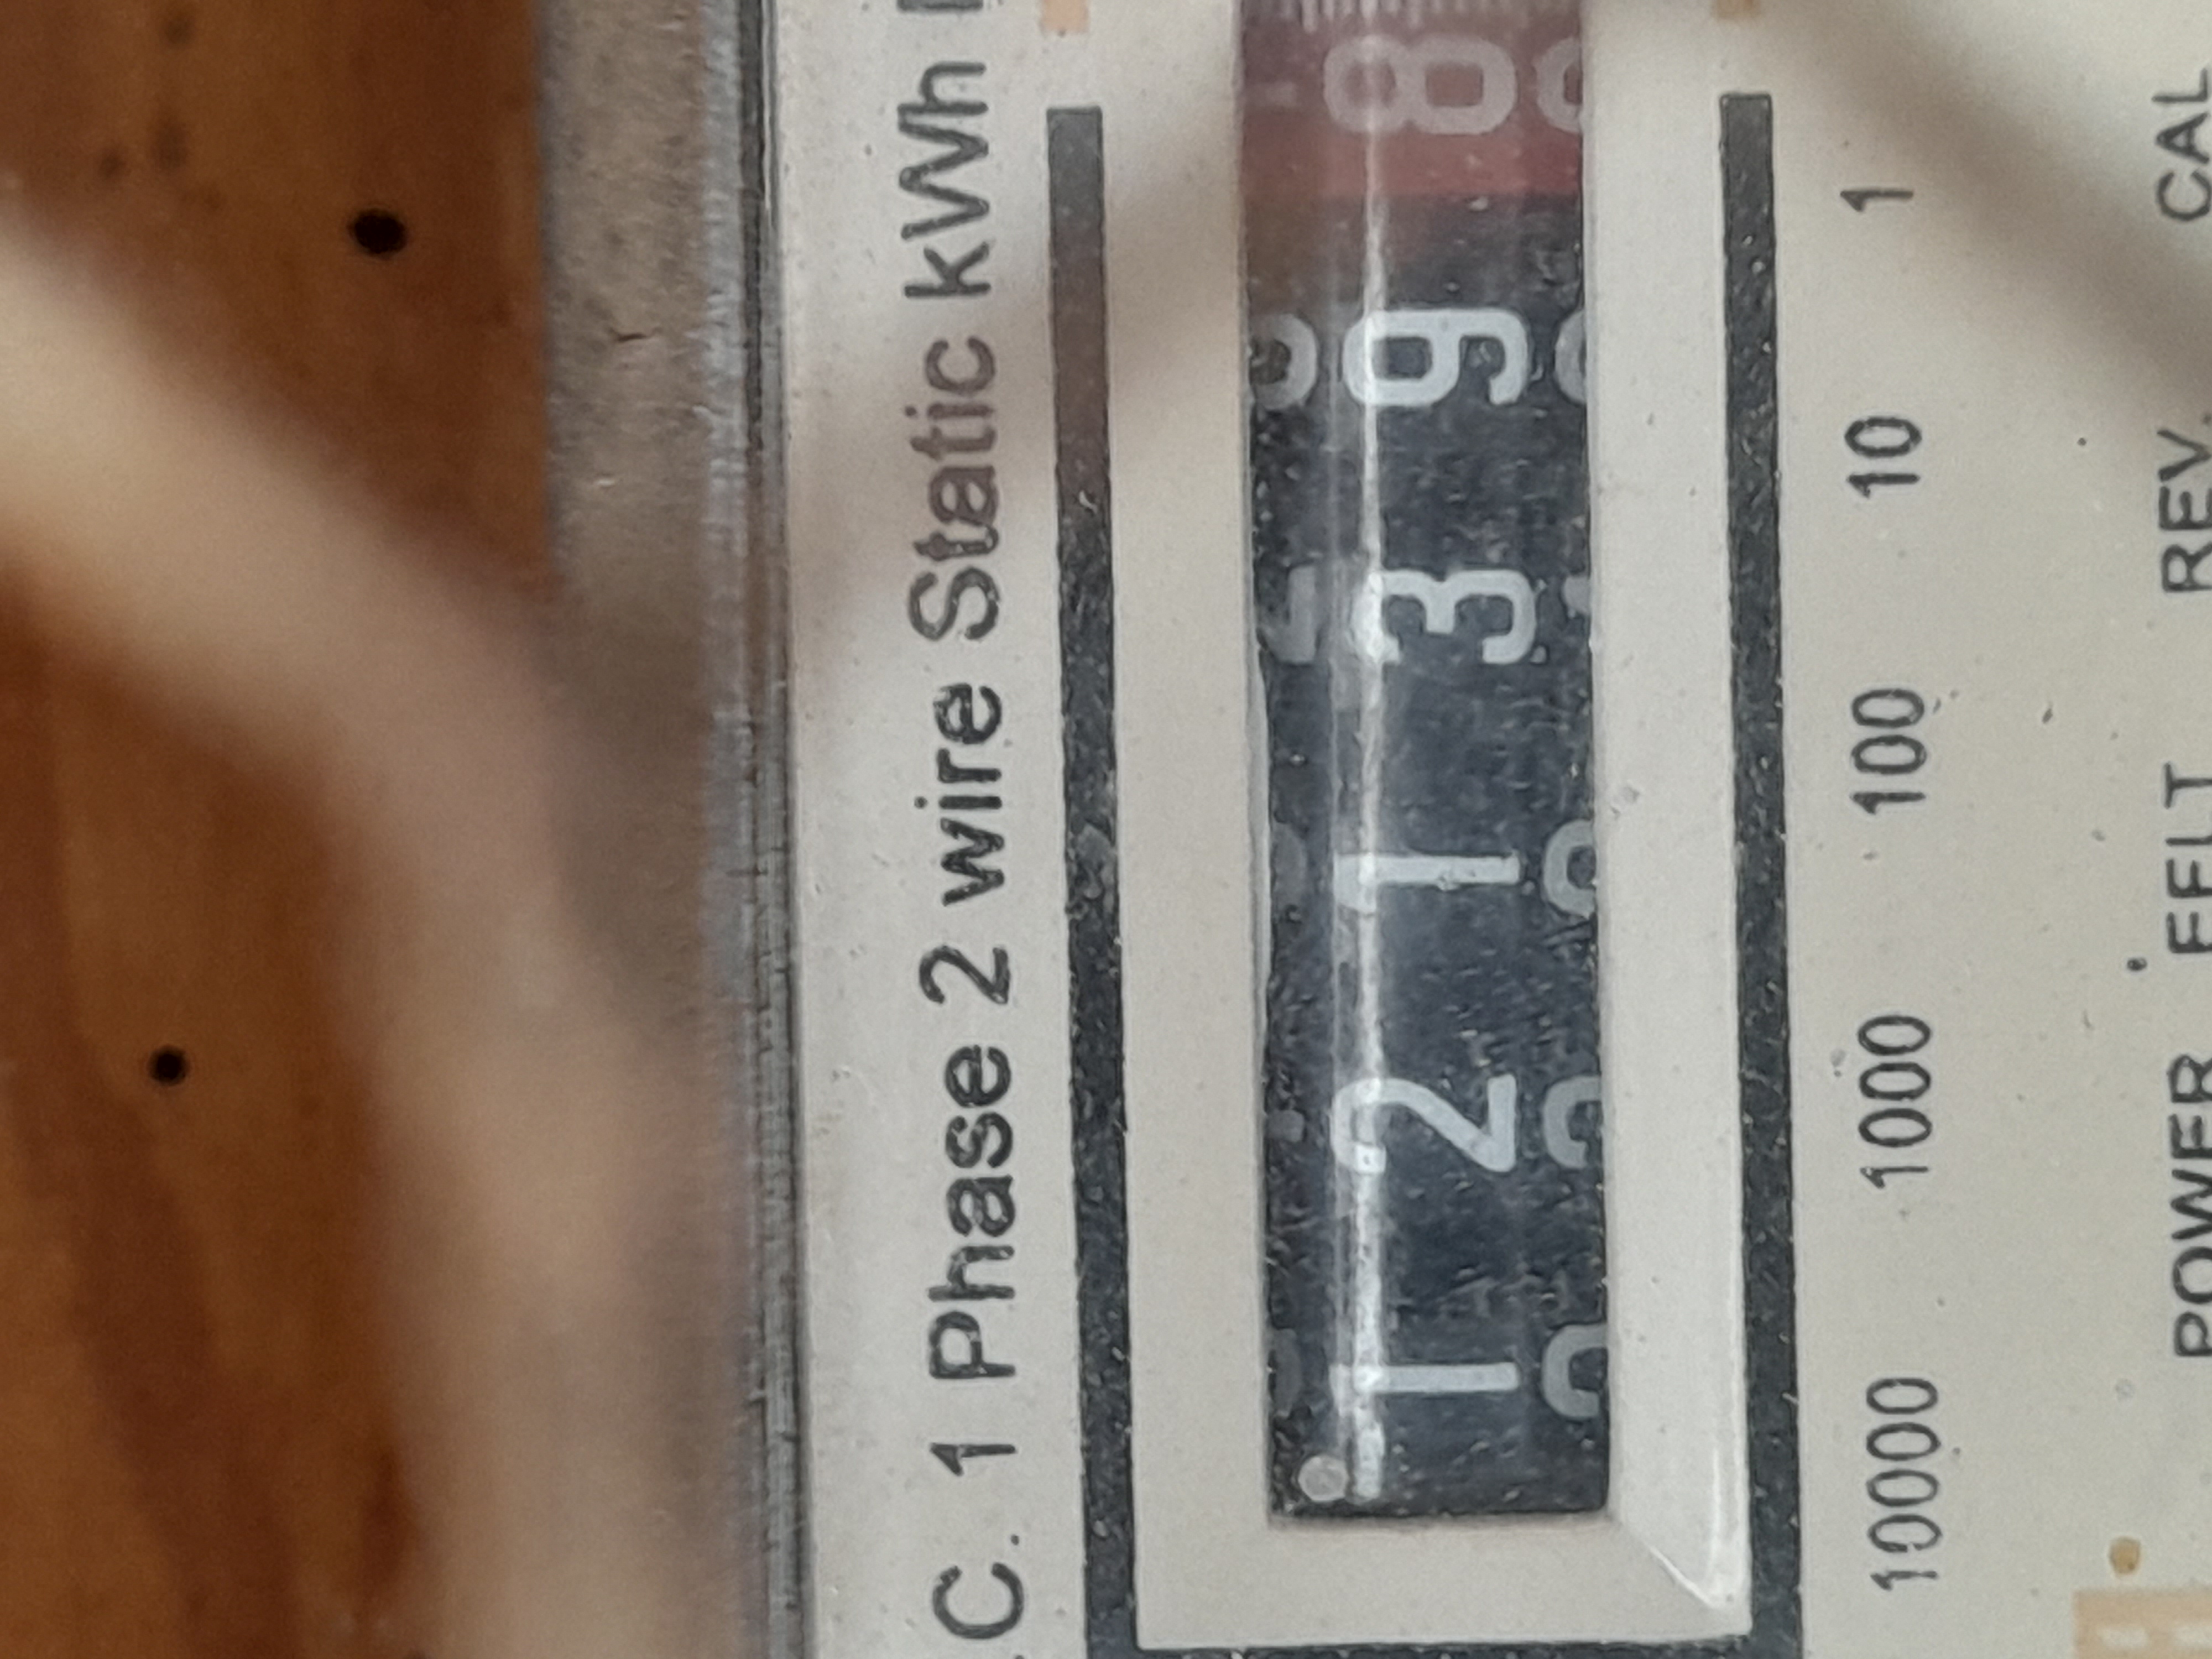 .C. 1 Phase 2 wire Static kWh
1 2 1 3 9 8
10000 1000 100 10 1
POWER REV. CAL